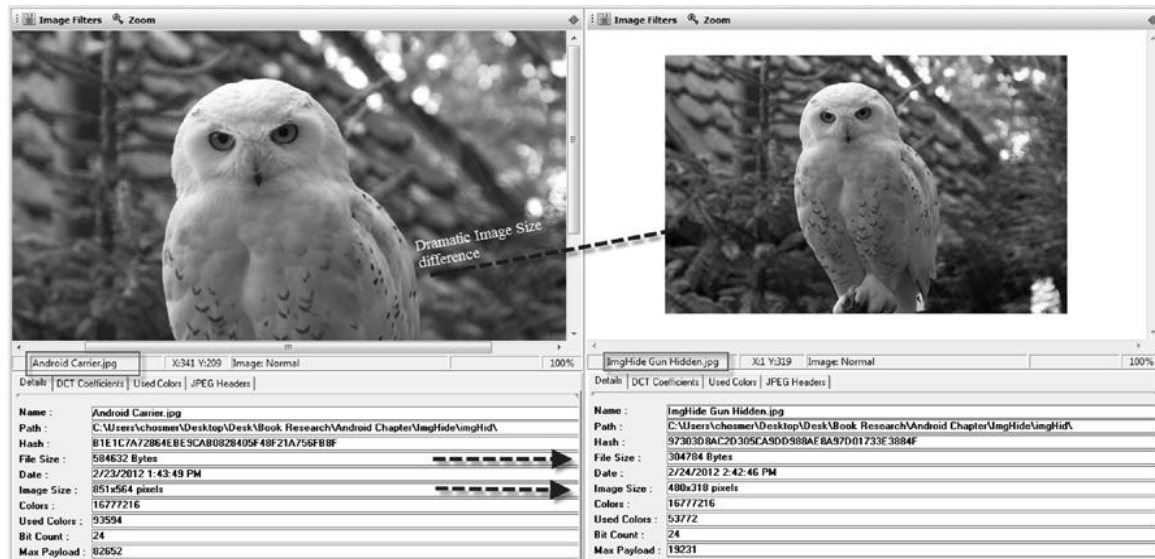 Image Filters Zoom
Dramatic Image Size
difference
Android Carrier.jpg X:341 Y:209 Image: Normal 100%
Details DCT Coefficients Used Colors JPEG Headers
Name : Android Carrier.jpg
Path : C:\Users\chosmer\Desktop\Desk\Book Research\Android Chapter\ImgHide\imgHid\
Hash : B1E1C7A72864EBE9CAB0828405F48F21A756FB8F
File Size : 584632 Bytes
Date : 2/23/2012 1:43:49 PM
Image Size : 851x564 pixels
Colors : 16777216
Used Colors : 93594
Bit Count : 24
Max Payload : 82652
Image Filters Zoom
ImgHide Gun Hidden.jpg X:1 Y:319 Image: Normal 100%
Details DCT Coefficients Used Colors JPEG Headers
Name : ImgHide Gun Hidden.jpg
Path : C:\Users\chosmer\Desktop\Desk\Book Research\Android Chapter\ImgHide\imgHid\
Hash : 97303D8AC2D305CA9DD988AE8A97D01733E3884F
File Size : 304784 Bytes
Date : 2/24/2012 2:42:46 PM
Image Size : 480x318 pixels
Colors : 16777216
Used Colors : 53772
Bit Count : 24
Max Payload : 19231